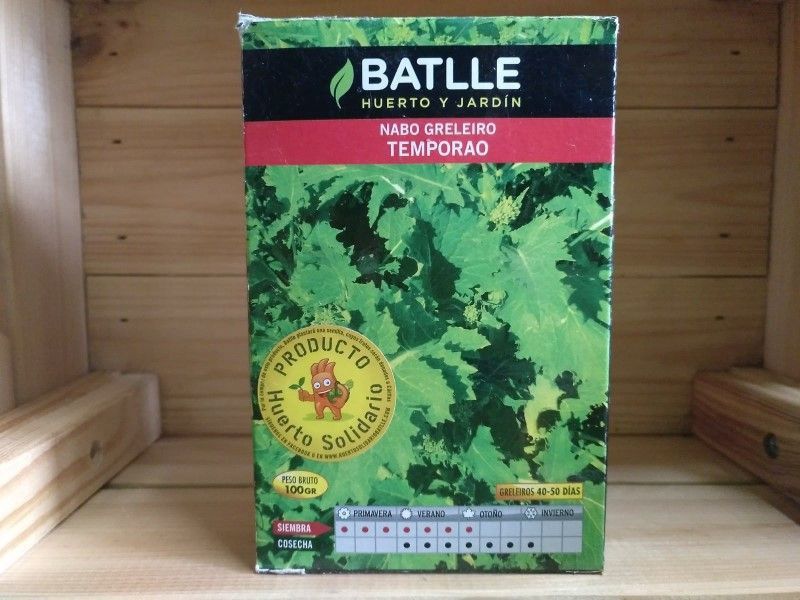 BATLLE
HUERTO Y JARDÍN
NABO GRELEIRO
TEMPORAO
PRODUCTO
Huerto Solidario
PESO BRUTO
100GR
GRELEIROS 40-50 DÍAS
PRIMAVERA VERANO OTOÑO INVIERNO
SIEMBRA
COSECHA